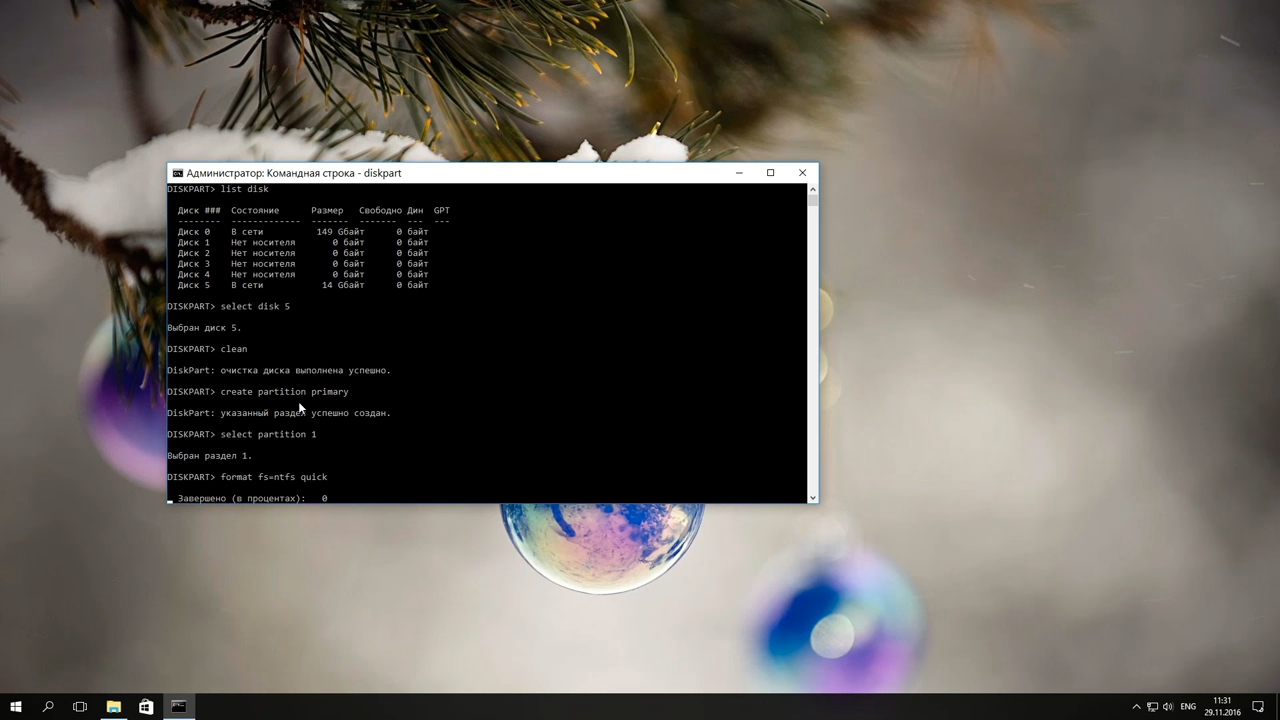 Администратор: Командная строка - diskpart
DISKPART> list disk
Диск ### Состояние Размер Свободно Дин GPT
-------- ------------- ------- ------- --- ---
Диск 0 В сети 149 Gбайт 0 байт
Диск 1 Нет носителя 0 байт 0 байт
Диск 2 Нет носителя 0 байт 0 байт
Диск 3 Нет носителя 0 байт 0 байт
Диск 4 Нет носителя 0 байт 0 байт
Диск 5 В сети 14 Gбайт 0 байт
DISKPART> select disk 5
Выбран диск 5.
DISKPART> clean
DiskPart: очистка диска выполнена успешно.
DISKPART> create partition primary
DiskPart: указанный раздел успешно создан.
DISKPART> select partition 1
Выбран раздел 1.
DISKPART> format fs=ntfs quick
Завершено (в процентах): 0
ENG
11:31
29.11.2016